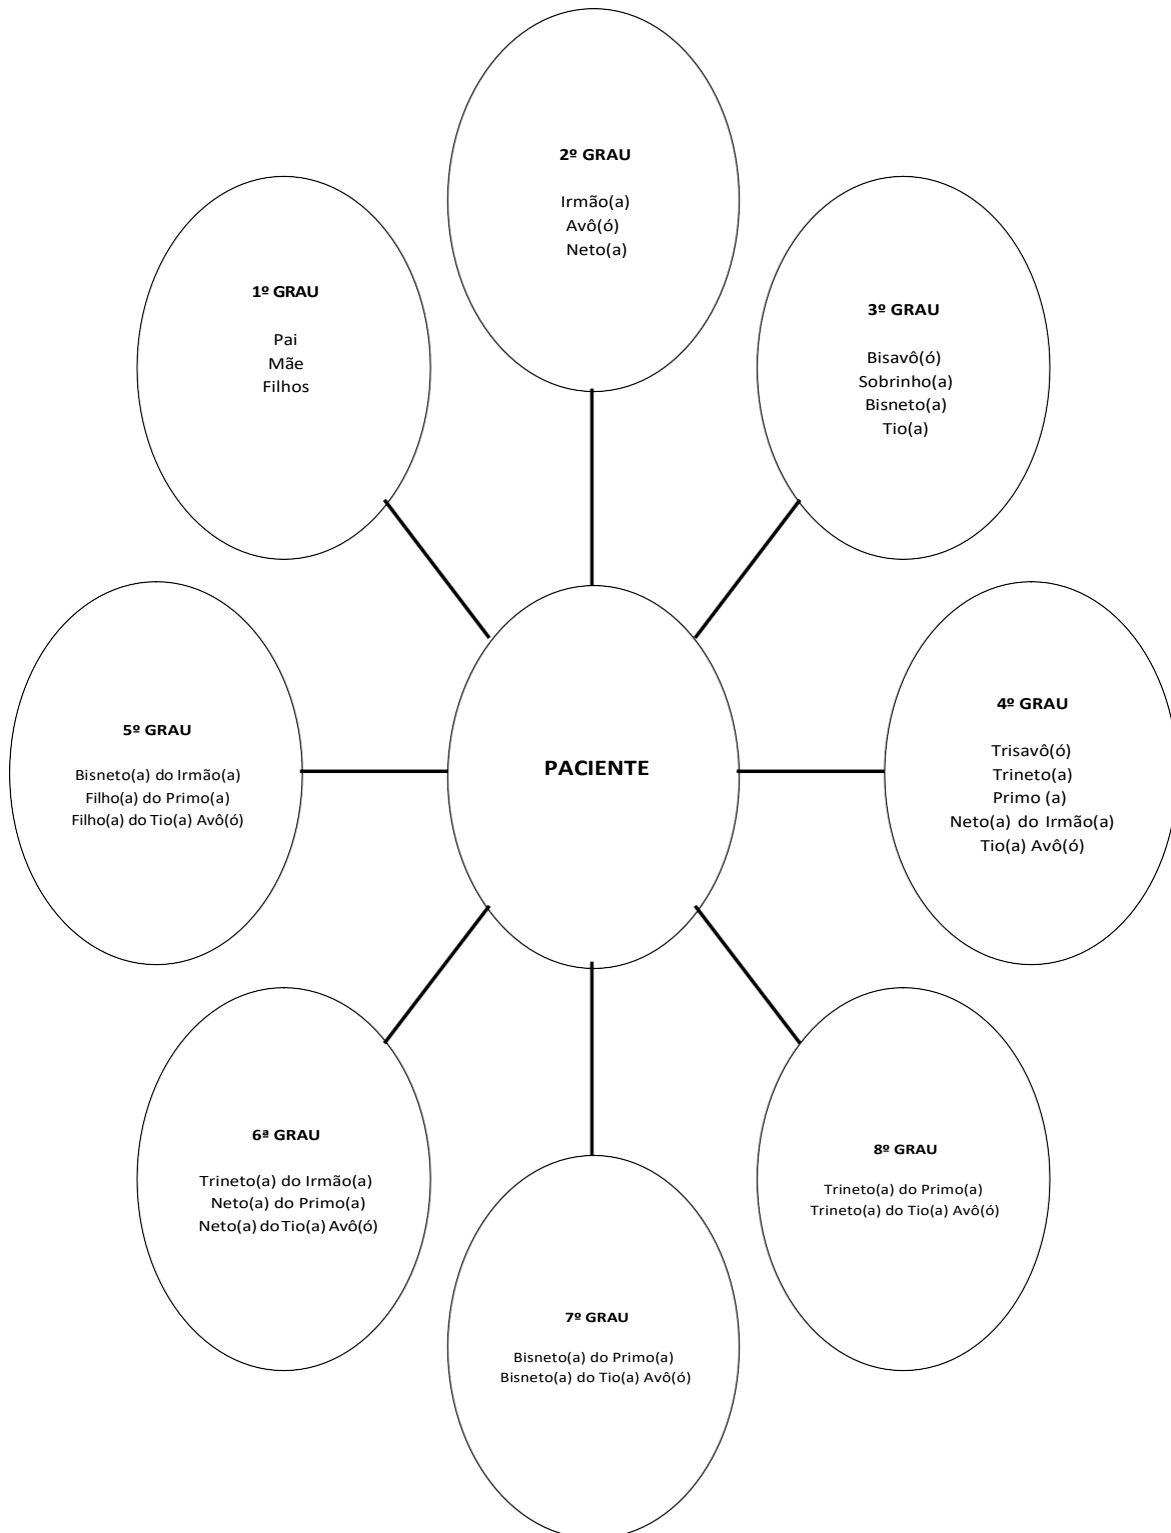 2º GRAU
Irmão(a)
Avô(ó)
Neto(a)
1º GRAU
Pai
Mãe
Filhos
3º GRAU
Bisavô(ó)
Sobrinho(a)
Bisneto(a)
Tio(a)
5º GRAU
Bisneto(a) do Irmão(a)
Filho(a) do Primo(a)
Filho(a) do Tio(a) Avô(ó)
PACIENTE
4º GRAU
Trisavô(ó)
Trineto(a)
Primo (a)
Neto(a) do Irmão(a)
Tio(a) Avô(ó)
6ª GRAU
Trineto(a) do Irmão(a)
Neto(a) do Primo(a)
Neto(a) do Tio(a) Avô(ó)
8º GRAU
Trineto(a) do Primo(a)
Trineto(a) do Tio(a) Avô(ó)
7º GRAU
Bisneto(a) do Primo(a)
Bisneto(a) do Tio(a) Avô(ó)